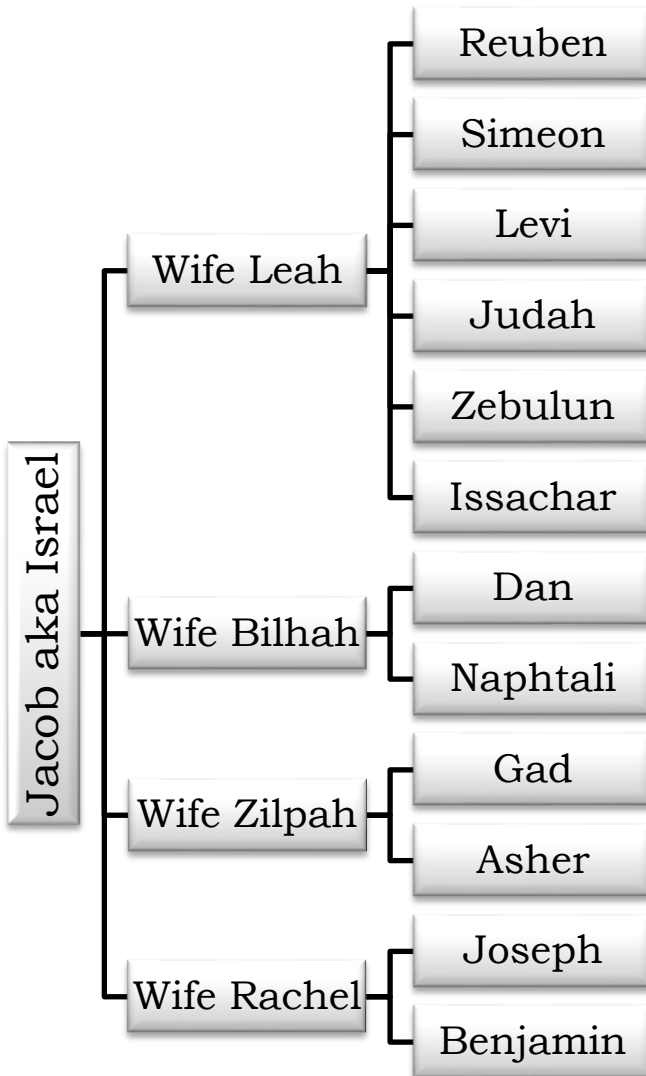 Jacob aka Israel
Wife Leah
Reuben
Simeon
Levi
Judah
Zebulun
Issachar
Wife Bilhah
Dan
Naphtali
Wife Zilpah
Gad
Asher
Wife Rachel
Joseph
Benjamin